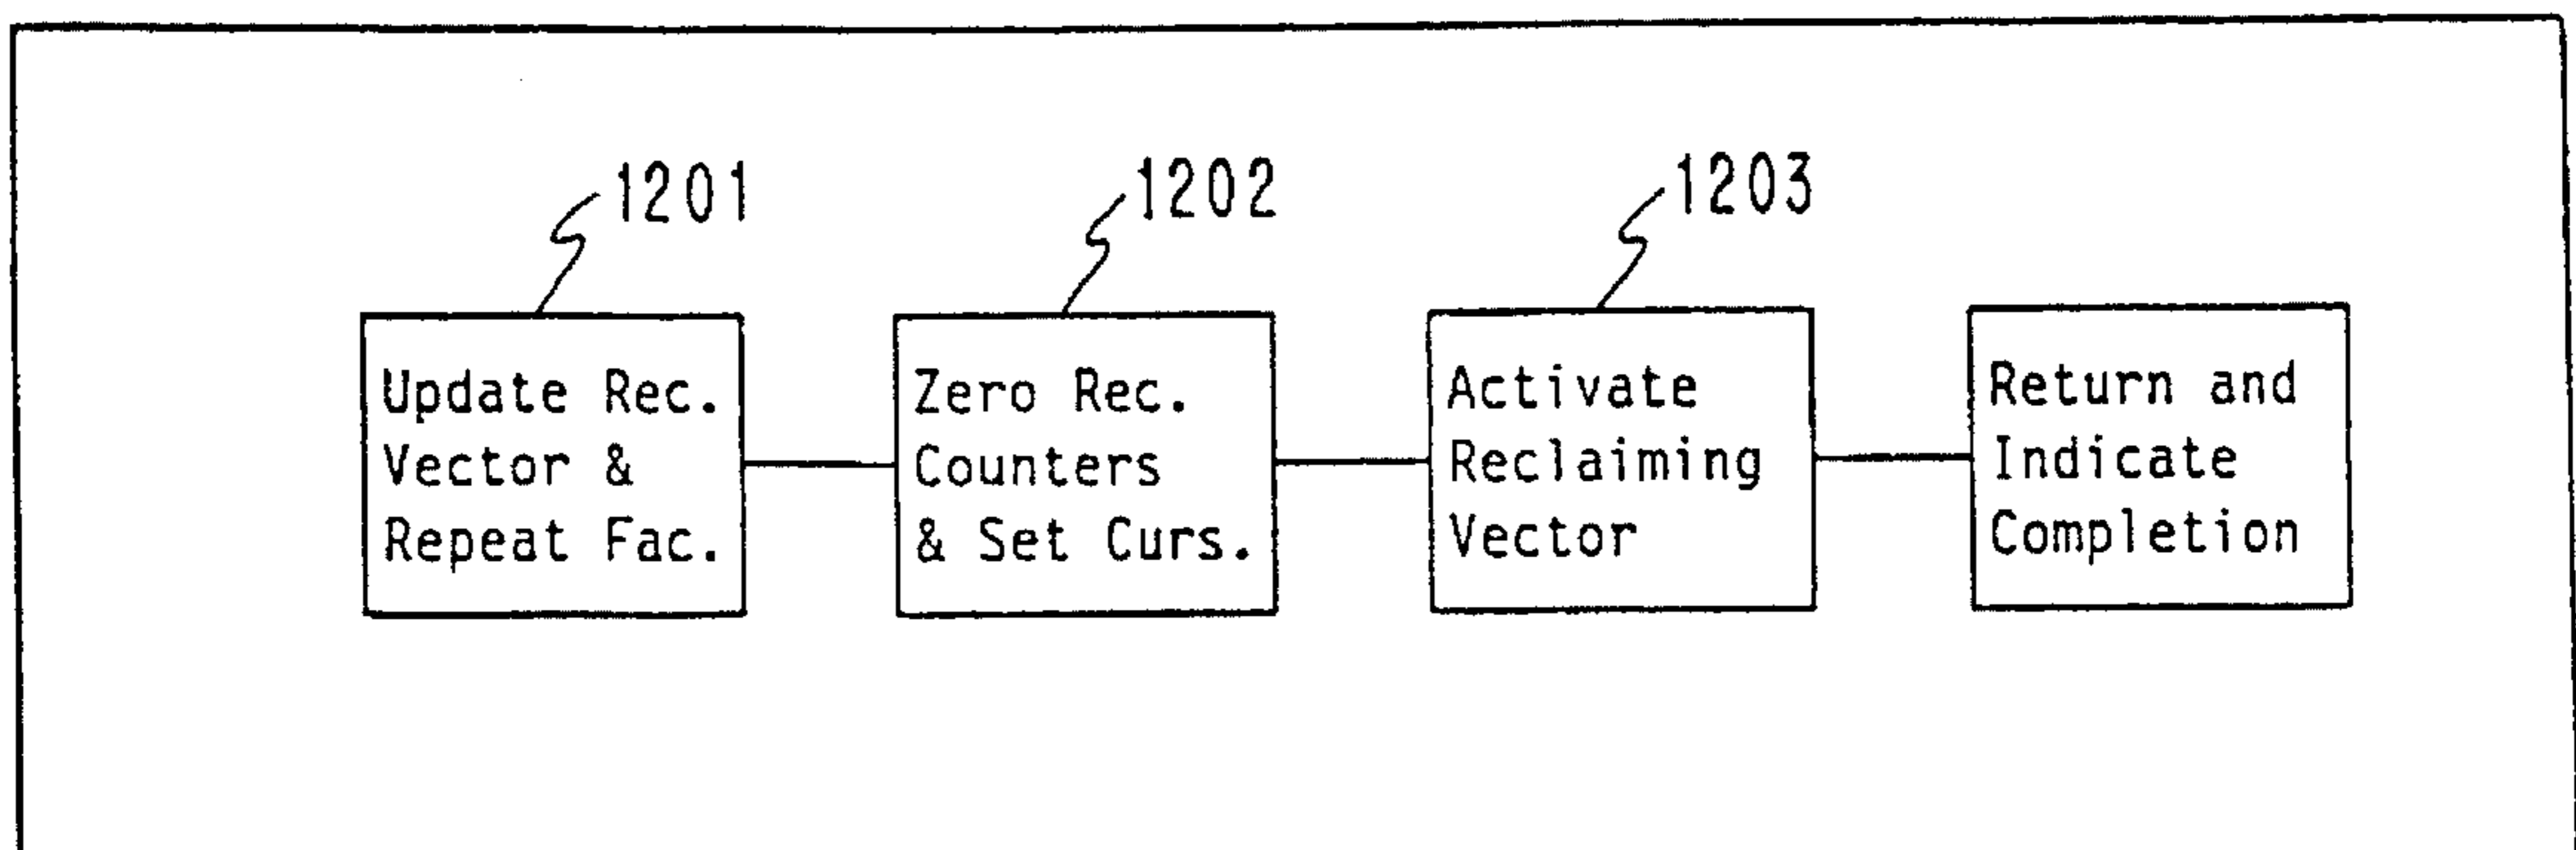 1201
1202
1203
Update Rec.
Vector &
Repeat Fac.
Zero Rec.
Counters
& Set Curs.
Activate
Reclaiming
Vector
Return and
Indicate
Completion